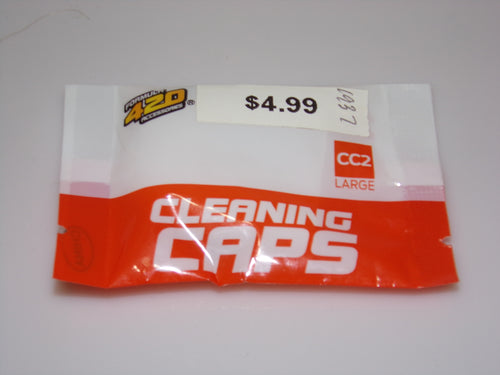 FORMULA
420
ACCESSORIES®
$4.99
CC2
LARGE
CLEANING
CAPS